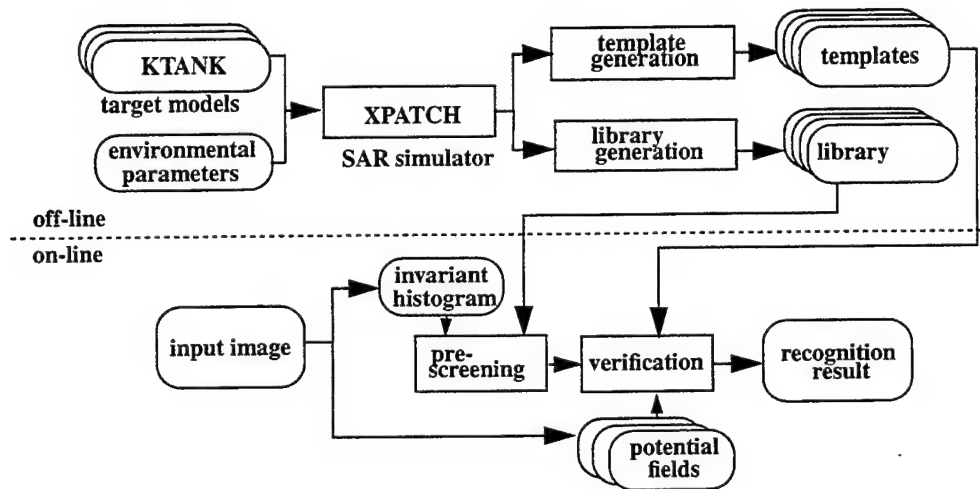 KTANK
target models
environmental
parameters
XPATCH
SAR simulator
template
generation
library
generation
templates
library
off-line
on-line
input image
invariant
histogram
pre-
screening
verification
recognition
result
potential
fields